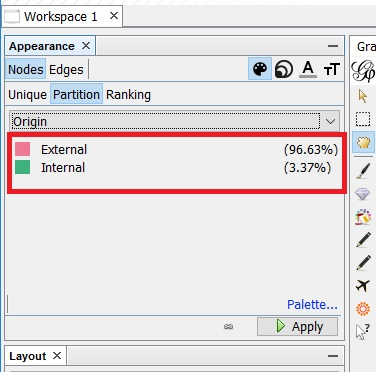 Workspace 1 ×
Appearance × Gra
Nodes Edges A TT
Unique Partition Ranking
Origin
External (96.63%)
Internal (3.37%)
Palette...
Apply
Layout ×